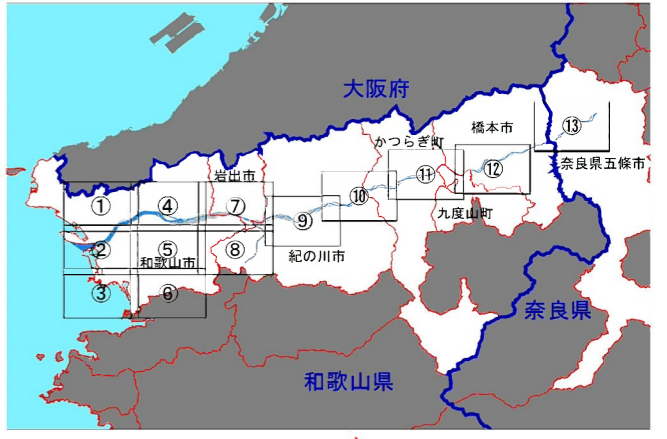 大阪府
橋本市
⑬
かつらぎ町
奈良県五條市
岩出市
⑪
⑫
⑩
①
④
⑦
⑨
九度山町
②
⑤
⑧
紀の川市
和歌山市
③
⑥
奈良県
和歌山県